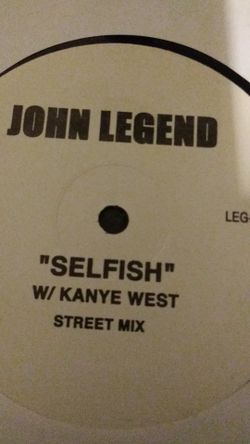 JOHN LEGEND
LEG-
"SELFISH"
W/ KANYE WEST
STREET MIX